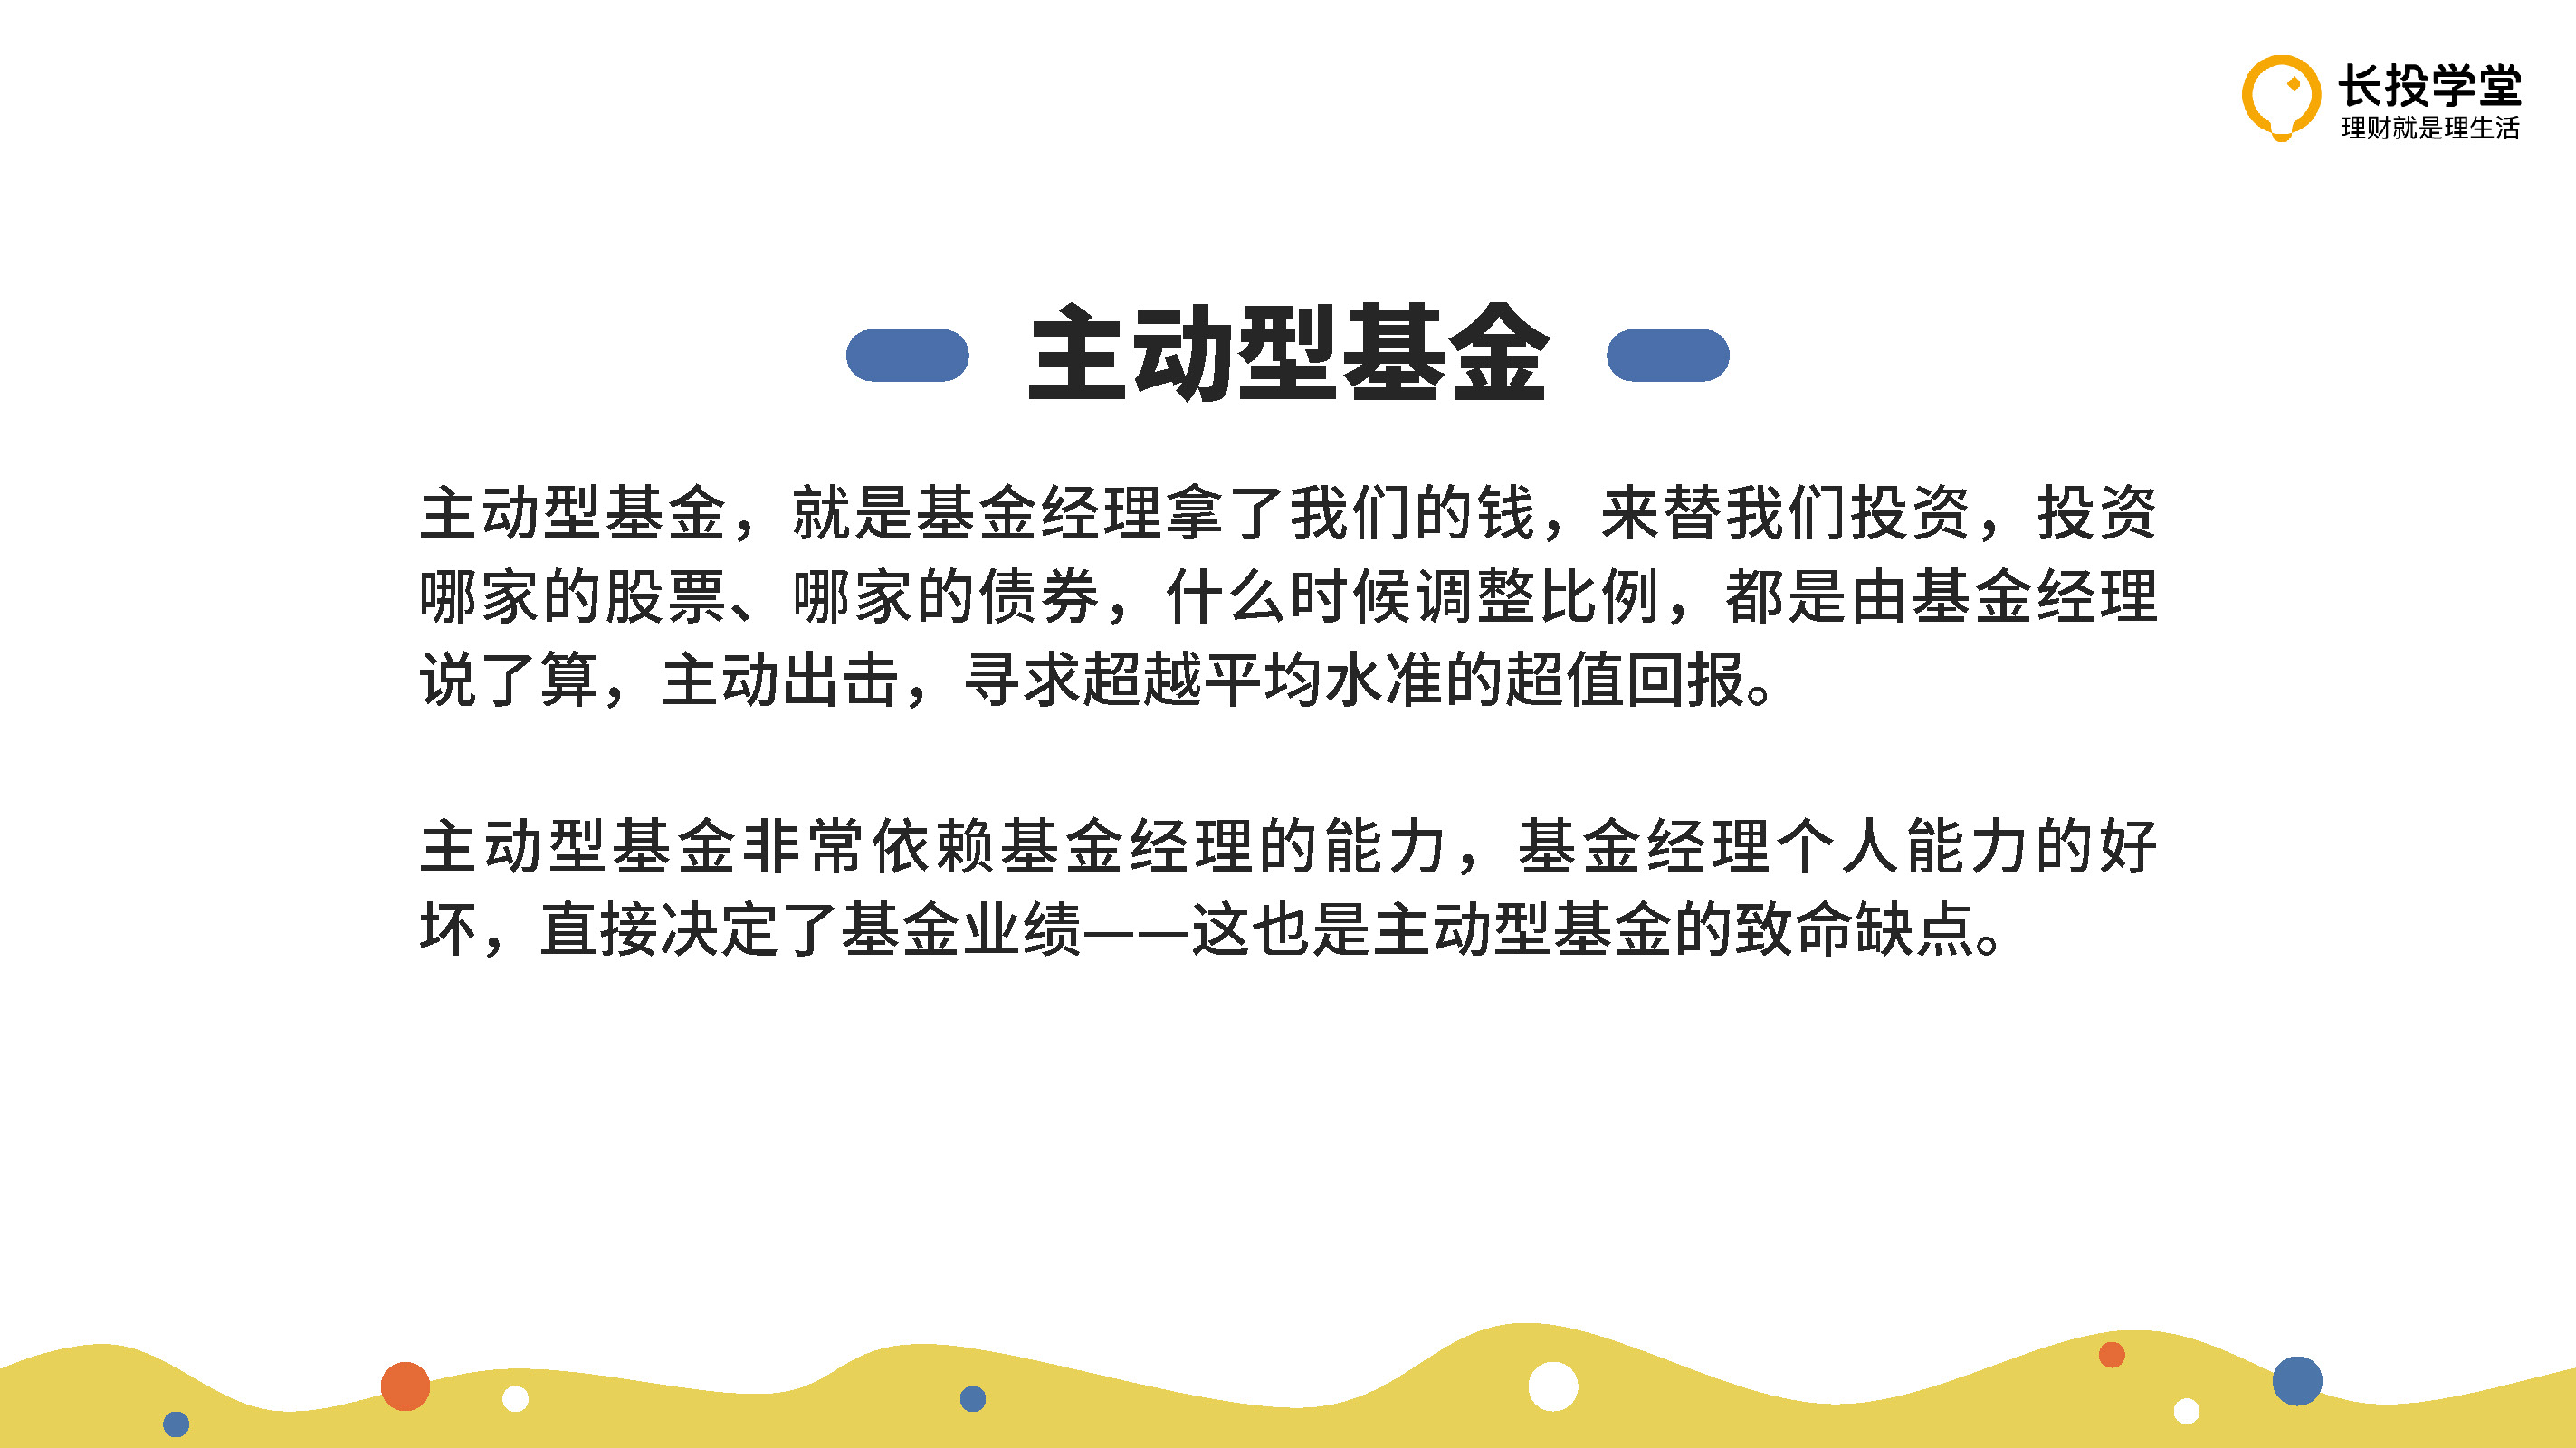 长投学堂
理财就是理生活
主动型基金
主动型基金，就是基金经理拿了我们的钱，来替我们投资，投资
哪家的股票、哪家的债券，什么时候调整比例，都是由基金经理
说了算，主动出击，寻求超越平均水准的超值回报。
主动型基金非常依赖基金经理的能力，基金经理个人能力的好
坏，直接决定了基金业绩——这也是主动型基金的致命缺点。